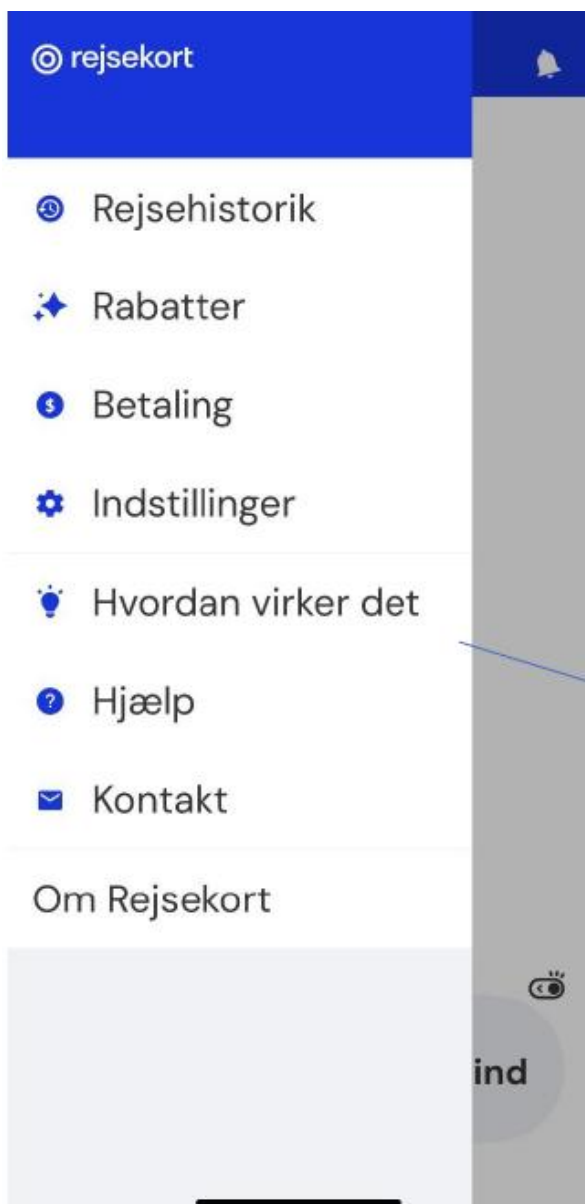 rejsekort
Rejsehistorik
Rabatter
Betaling
Indstillinger
Hvordan virker det
Hjælp
Kontakt
Om Rejsekort
ind